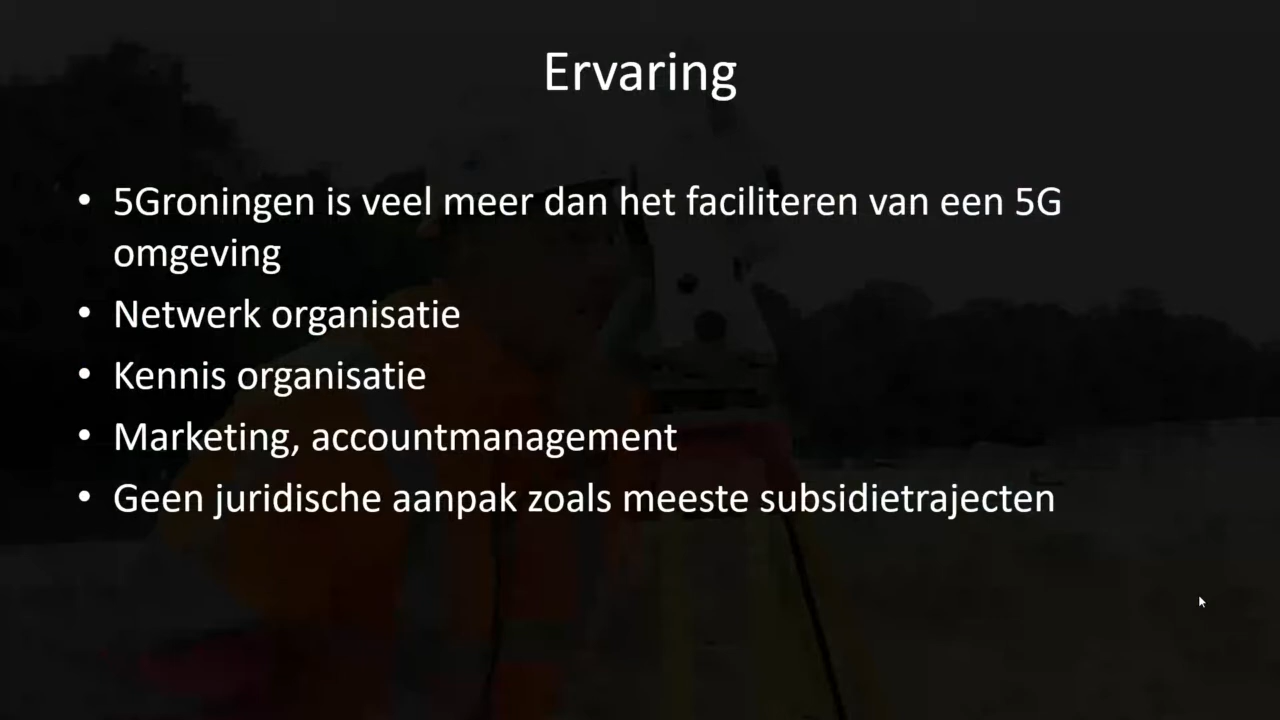 Ervaring
• 5Groningen is veel meer dan het faciliteren van een 5G
omgeving
• Netwerk organisatie
• Kennis organisatie
• Marketing, accountmanagement
• Geen juridische aanpak zoals meeste subsidietrajecten